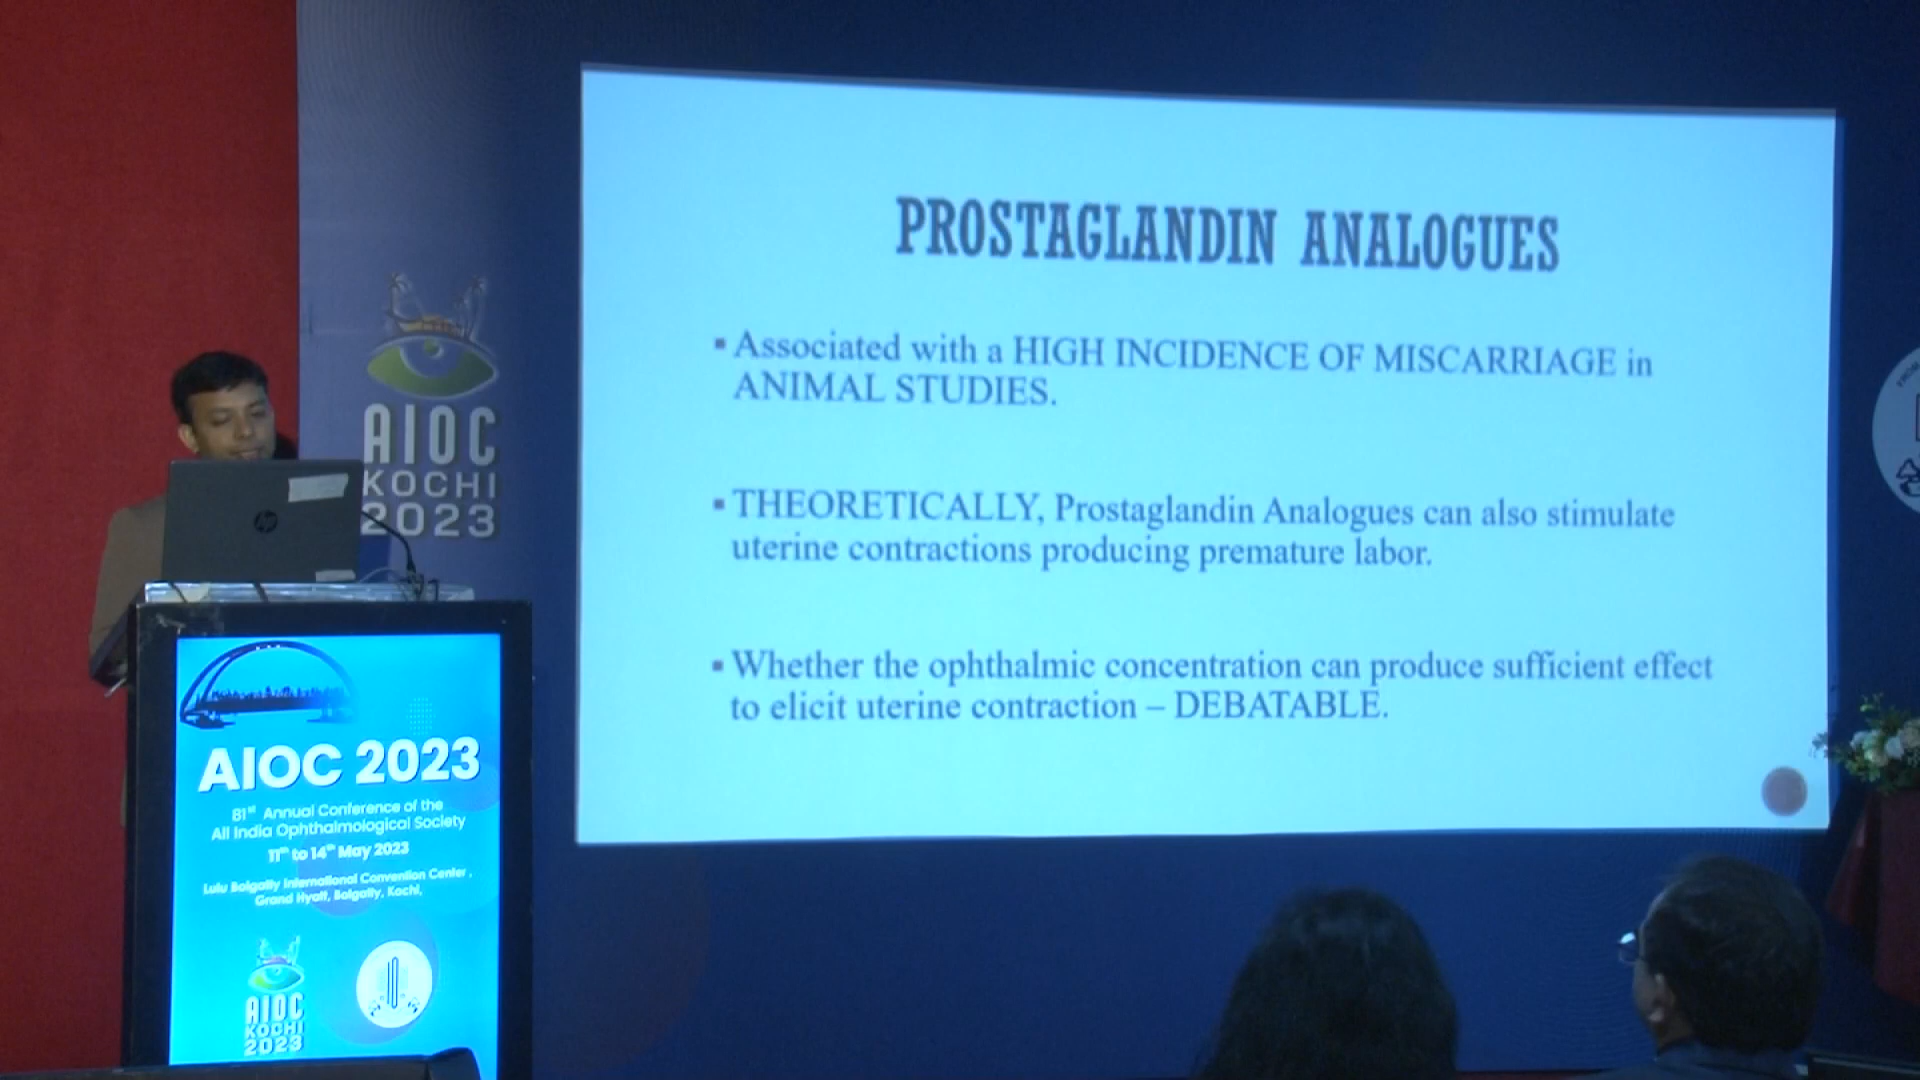 PROSTAGLANDIN ANALOGUES
▪ Associated with a HIGH INCIDENCE OF MISCARRIAGE in
ANIMAL STUDIES.
▪ THEORETICALLY, Prostaglandin Analogues can also stimulate
uterine contractions producing premature labor.
▪ Whether the ophthalmic concentration can produce sufficient effect
to elicit uterine contraction – DEBATABLE.
AIOC
KOCHI
2023
hp
AIOC 2023
81st Annual Conference of the
All India Ophthalmological Society
11th to 14th May 2023
Lulu Bolgatty International Convention Center,
Grand Hyatt, Bolgatty, Kochi,
AIOC
KOCHI
2023